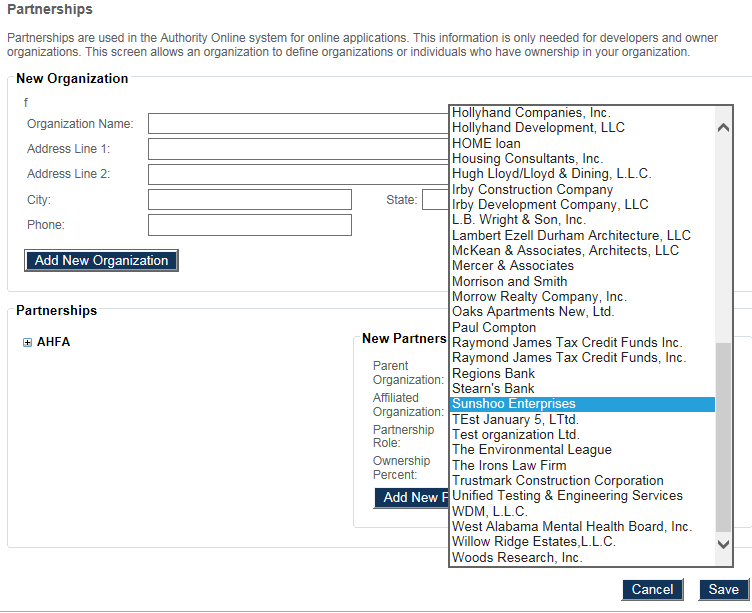 Partnerships
Partnerships are used in the Authority Online system for online applications. This information is only needed for developers and owner
organizations. This screen allows an organization to define organizations or individuals who have ownership in your organization.
New Organization
f
Organization Name:
Address Line 1:
Address Line 2:
City:
State:
Phone:
Add New Organization
Hollyhand Companies, Inc.
Hollyhand Development, LLC
HOME loan
Housing Consultants, Inc.
Hugh Lloyd/Lloyd & Dining, L.L.C.
Irby Construction Company
Irby Development Company, LLC
L.B. Wright & Son, Inc.
Lambert Ezell Durham Architecture, LLC
McKean & Associates, Architects, LLC
Mercer & Associates
Morrison and Smith
Morrow Realty Company, Inc.
Oaks Apartments New, Ltd.
Paul Compton
Raymond James Tax Credit Funds Inc.
Raymond James Tax Credit Funds, Inc.
Regions Bank
Stearn's Bank
Sunshoo Enterprises
TEst January 5, LTtd.
Test organization Ltd.
The Environmental League
The Irons Law Firm
Trustmark Construction Corporation
Unified Testing & Engineering Services
WDM, L.L.C.
West Alabama Mental Health Board, Inc.
Willow Ridge Estates,L.L.C.
Woods Research, Inc.
Partnerships
AHFA
New Partners
Parent
Organization:
Affiliated
Organization:
Partnership
Role:
Ownership
Percent:
Add New P
Cancel
Save